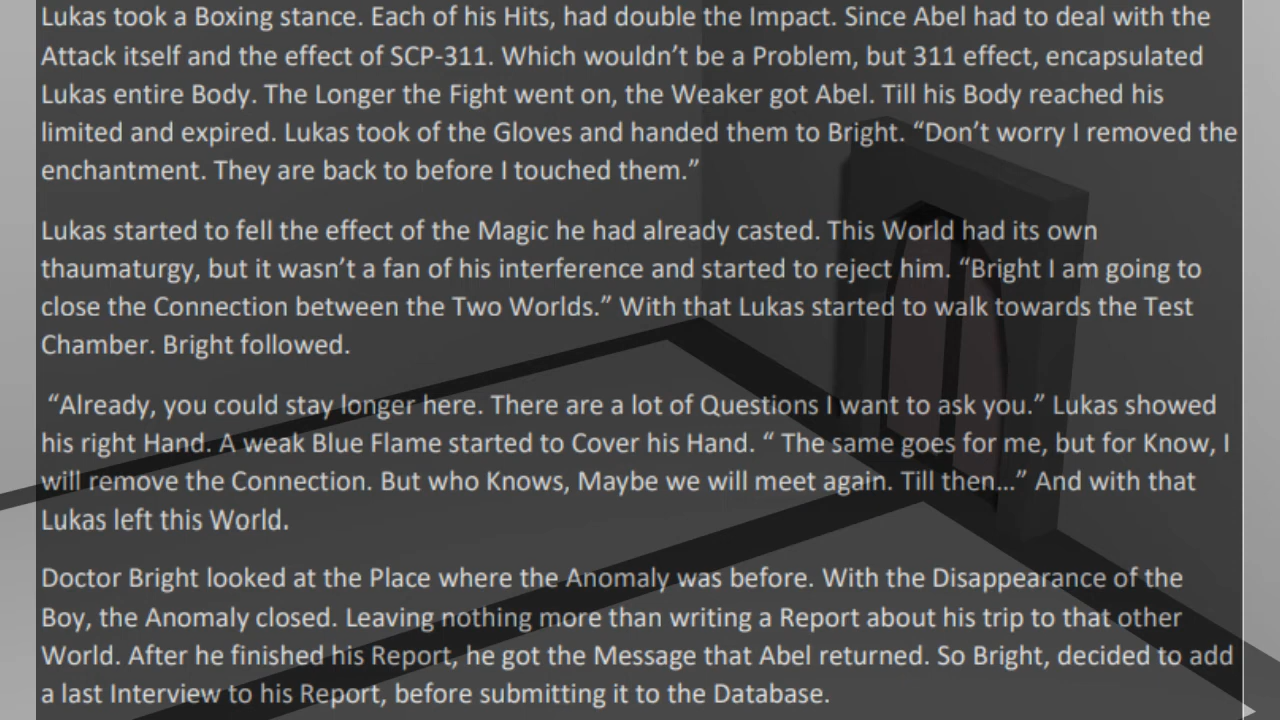 Lukas took a Boxing stance. Each of his Hits, had double the Impact. Since Abel had to deal with the
Attack itself and the effect of SCP-311. Which wouldn’t be a Problem, but 311 effect, encapsulated
Lukas entire Body. The Longer the Fight went on, the Weaker got Abel. Till his Body reached his
limited and expired. Lukas took of the Gloves and handed them to Bright. “Don’t worry I removed the
enchantment. They are back to before I touched them.”
Lukas started to fell the effect of the Magic he had already casted. This World had its own
thaumaturgy, but it wasn’t a fan of his interference and started to reject him. “Bright I am going to
close the Connection between the Two Worlds.” With that Lukas started to walk towards the Test
Chamber. Bright followed.
“Already, you could stay longer here. There are a lot of Questions I want to ask you.” Lukas showed
his right Hand. A weak Blue Flame started to Cover his Hand. “ The same goes for me, but for Know, I
will remove the Connection. But who Knows, Maybe we will meet again. Till then…” And with that
Lukas left this World.
Doctor Bright looked at the Place where the Anomaly was before. With the Disappearance of the
Boy, the Anomaly closed. Leaving nothing more than writing a Report about his trip to that other
World. After he finished his Report, he got the Message that Abel returned. So Bright, decided to add
a last Interview to his Report, before submitting it to the Database.